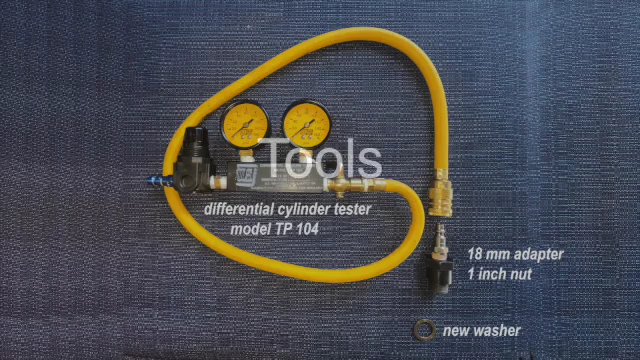 Tools
differential cylinder tester
model TP 104
18 mm adapter
1 inch nut
new washer